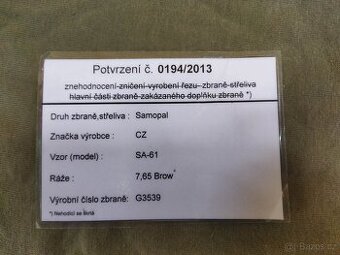 Potvrzení č. 0194/2013
znehodnocení zničení vyrobení řezu zbraně střeliva
hlavní části zbraně zakázaného doplňku zbraně *)
Druh zbraně,střeliva : Samopal
Značka výrobce : CZ
Vzor (model) : SA-61
Ráže : 7,65 Brow
Výrobní číslo zbraně: G3539
*) Nehodící se škrtá